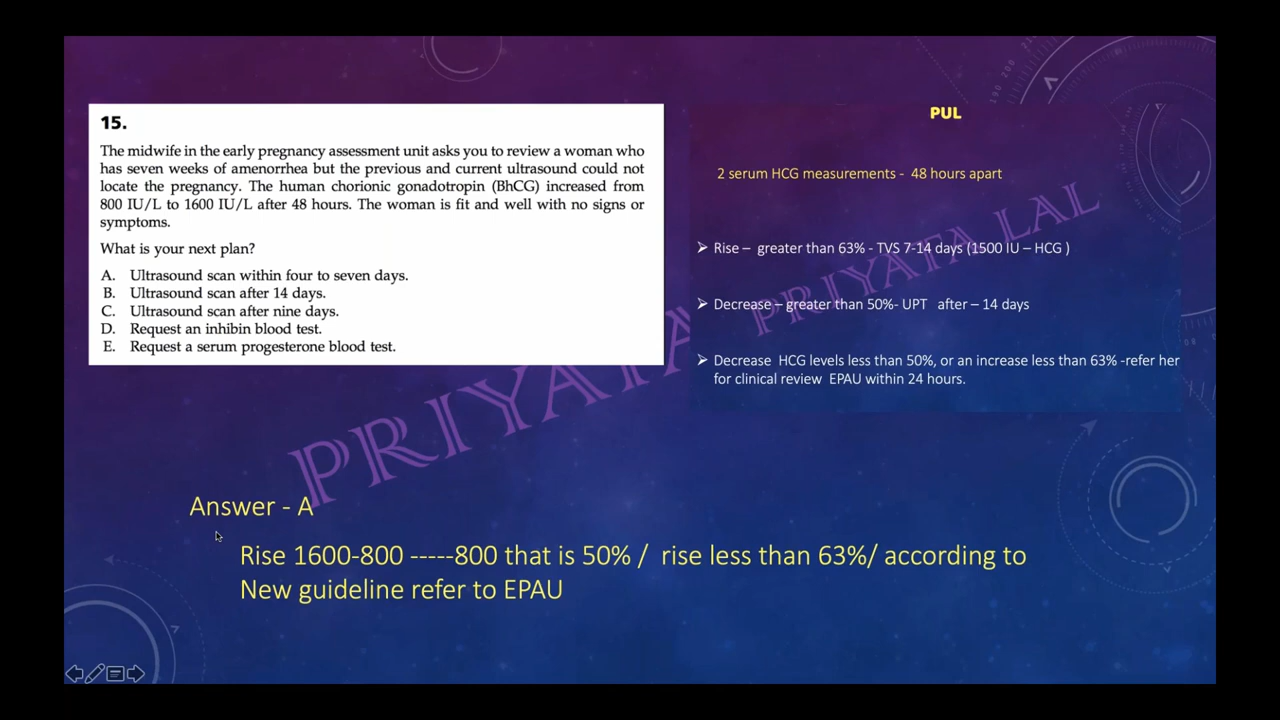 15.
The midwife in the early pregnancy assessment unit asks you to review a woman who
has seven weeks of amenorrhea but the previous and current ultrasound could not
locate the pregnancy. The human chorionic gonadotropin (BhCG) increased from
800 IU/L to 1600 IU/L after 48 hours. The woman is fit and well with no signs or
symptoms.
What is your next plan?
A. Ultrasound scan within four to seven days.
B. Ultrasound scan after 14 days.
C. Ultrasound scan after nine days.
D. Request an inhibin blood test.
E. Request a serum progesterone blood test.
PUL
2 serum HCG measurements - 48 hours apart
➢ Rise – greater than 63% - TVS 7-14 days (1500 IU – HCG )
➢ Decrease – greater than 50%- UPT after – 14 days
➢ Decrease HCG levels less than 50%, or an increase less than 63% -refer her
for clinical review EPAU within 24 hours.
PRIYATA LAL
PRIYATA
Answer - A
Rise 1600-800 -----800 that is 50% / rise less than 63%/ according to
New guideline refer to EPAU